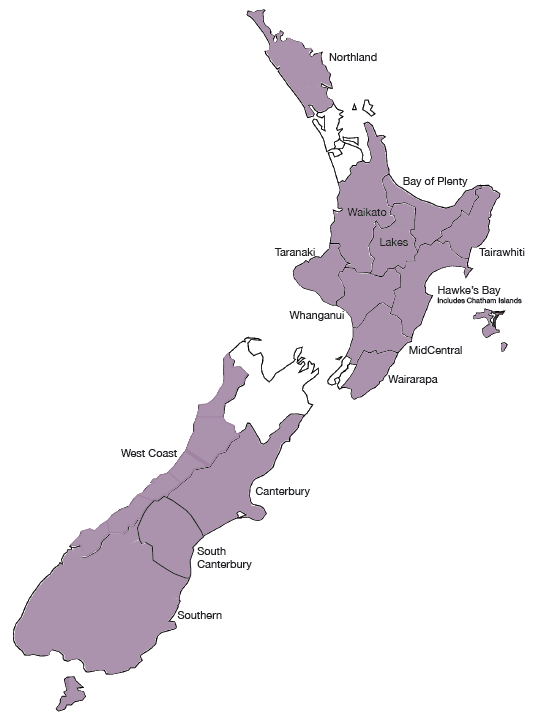 Northland
Bay of Plenty
Waikato
Lakes
Taranaki
Tairawhiti
Hawke's Bay
Includes Chatham Islands
Whanganui
MidCentral
Wairarapa
West Coast
Canterbury
South
Canterbury
Southern